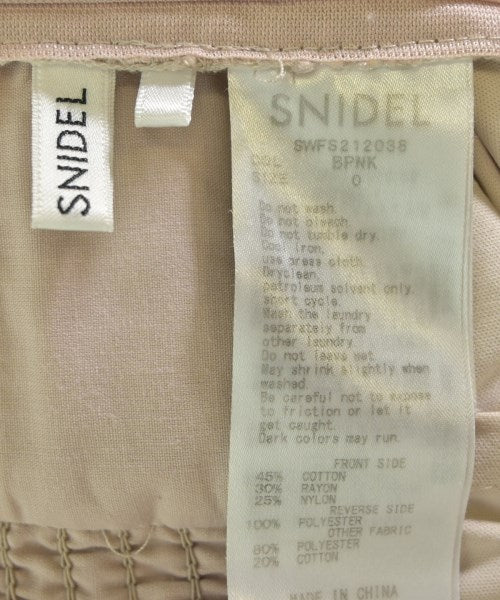 SNIDEL
SNIDEL
SWFS212038
COL BPNK
SIZE 0
Do not wash.
Do not bleach.
Do not tumble dry.
Cool iron.
use press cloth.
Dryclean.
petroleum solvent only
short cycle.
Wash the laundry
separately from
other laundry.
Do not leave wet.
May shrink slightly when
washed.
Be careful not to expose
to friction or let it
get caught.
Dark colors may run.
FRONT SIDE
45% COTTON
30% RAYON
25% NYLON
REVERSE SIDE
100% POLYESTER
OTHER FABRIC
80% POLYESTER
20% COTTON
MADE IN CHINA